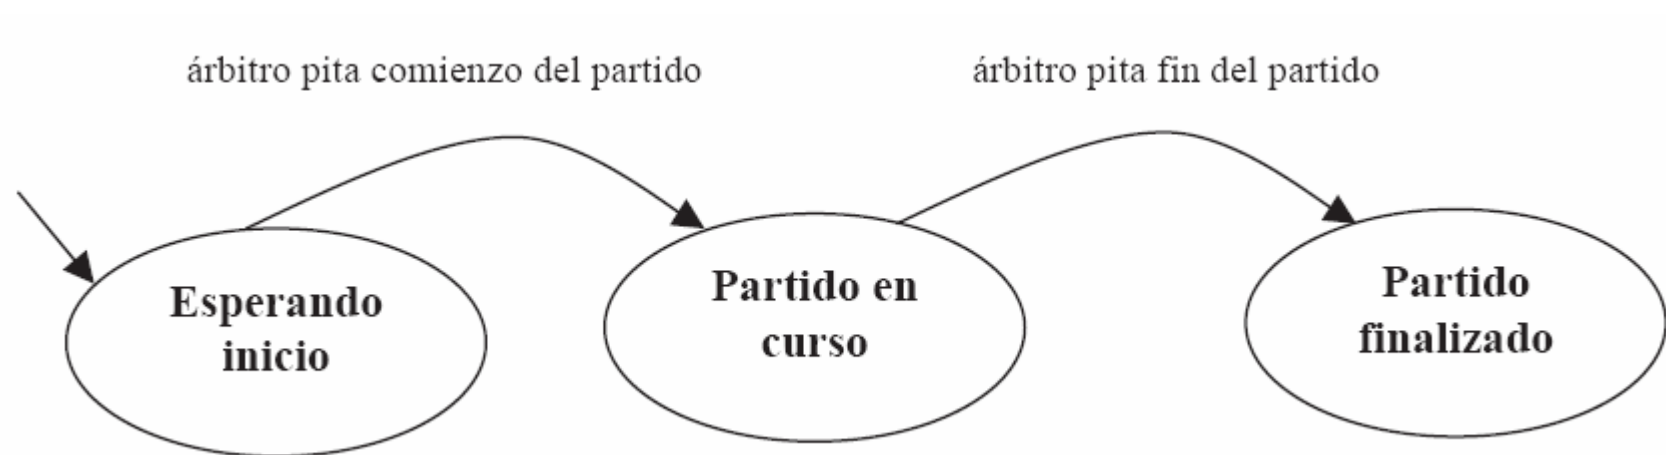 árbitro pita comienzo del partido
árbitro pita fin del partido
Esperando
inicio
Partido en
curso
Partido
finalizado